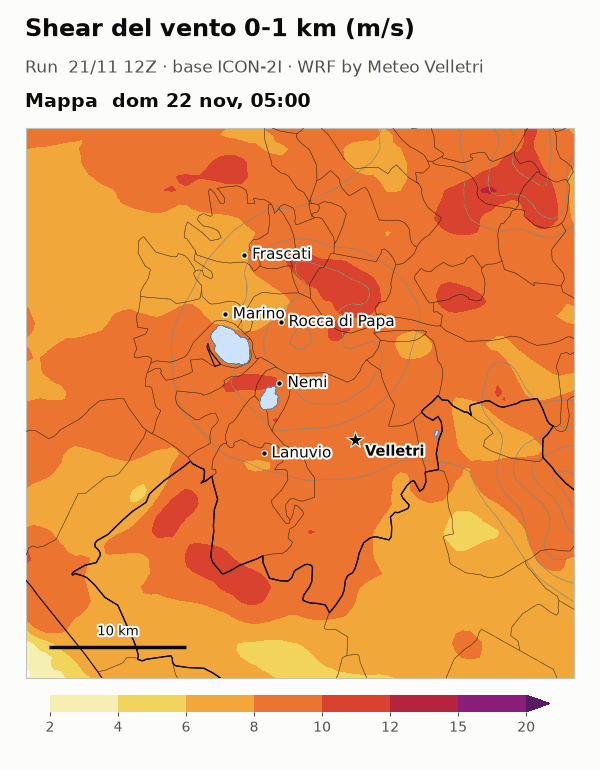 Shear del vento 0-1 km (m/s)
Run 21/11 12Z · base ICON-2I · WRF by Meteo Velletri
Mappa dom 22 nov, 05:00
Frascati
Marino
Rocca di Papa
Nemi
Velletri
Lanuvio
10 km
2 4 6 8 10 12 15 20